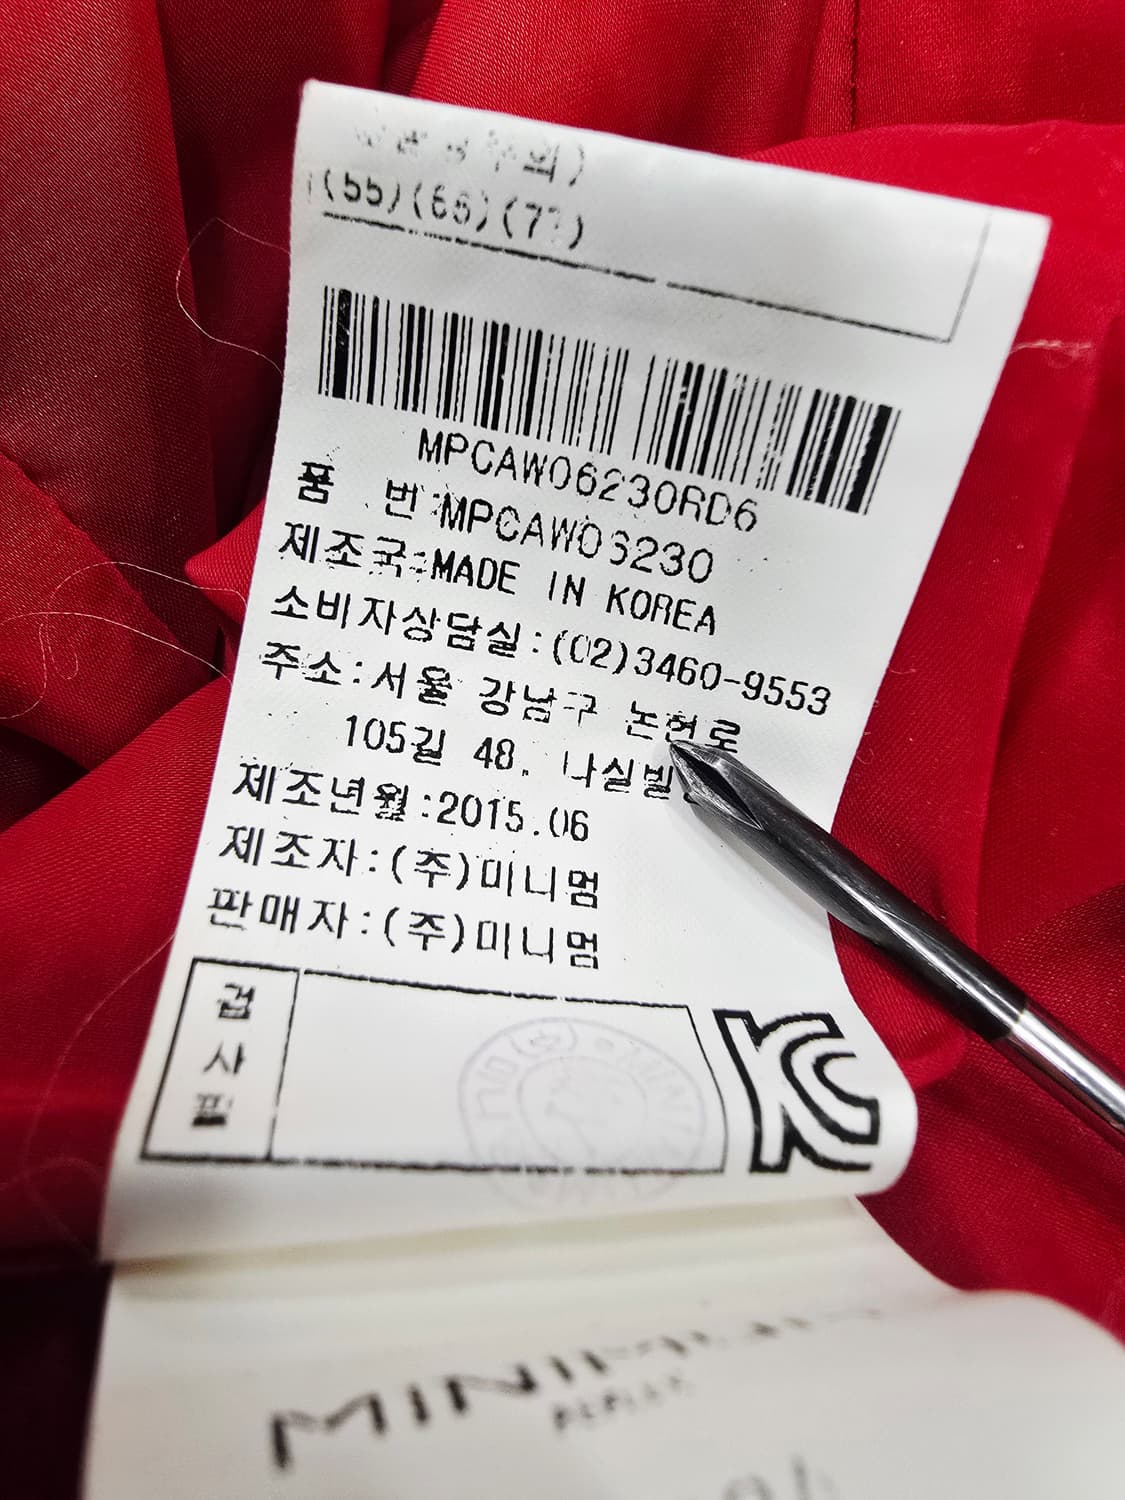 (55)(66)(77)
MPCAW06230RD6
품 번:MPCAW06230
제조국:MADE IN KOREA
소비자상담실:(02)3460-9553
주소:서울 강남구 논현로
105길 48, 나실빌
제조년월:2015.06
제조자:(주)미니멈
판매자:(주)미니멈
검
사
필
KC
MINIMUM